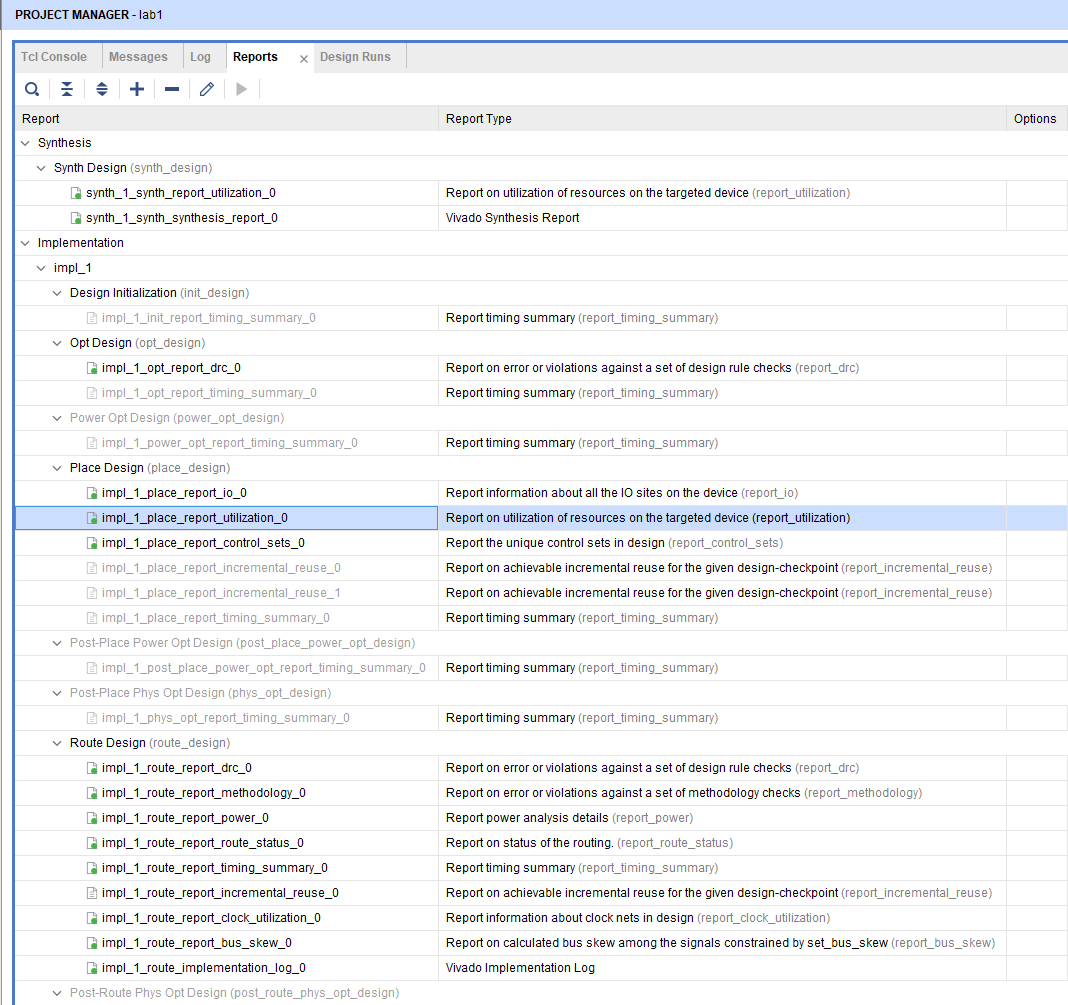 PROJECT MANAGER - lab1
Tcl Console Messages Log Reports Design Runs
Report Report Type Options
Synthesis
Synth Design (synth_design)
synth_1_synth_report_utilization_0 Report on utilization of resources on the targeted device (report_utilization)
synth_1_synth_synthesis_report_0 Vivado Synthesis Report
Implementation
impl_1
Design Initialization (init_design)
impl_1_init_report_timing_summary_0 Report timing summary (report_timing_summary)
Opt Design (opt_design)
impl_1_opt_report_drc_0 Report on error or violations against a set of design rule checks (report_drc)
impl_1_opt_report_timing_summary_0 Report timing summary (report_timing_summary)
Power Opt Design (power_opt_design)
impl_1_power_opt_report_timing_summary_0 Report timing summary (report_timing_summary)
Place Design (place_design)
impl_1_place_report_io_0 Report information about all the IO sites on the device (report_io)
impl_1_place_report_utilization_0 Report on utilization of resources on the targeted device (report_utilization)
impl_1_place_report_control_sets_0 Report the unique control sets in design (report_control_sets)
impl_1_place_report_incremental_reuse_0 Report on achievable incremental reuse for the given design-checkpoint (report_incremental_reuse)
impl_1_place_report_incremental_reuse_1 Report on achievable incremental reuse for the given design-checkpoint (report_incremental_reuse)
impl_1_place_report_timing_summary_0 Report timing summary (report_timing_summary)
Post-Place Power Opt Design (post_place_power_opt_design)
impl_1_post_place_power_opt_report_timing_summary_0 Report timing summary (report_timing_summary)
Post-Place Phys Opt Design (phys_opt_design)
impl_1_phys_opt_report_timing_summary_0 Report timing summary (report_timing_summary)
Route Design (route_design)
impl_1_route_report_drc_0 Report on error or violations against a set of design rule checks (report_drc)
impl_1_route_report_methodology_0 Report on error or violations against a set of methodology checks (report_methodology)
impl_1_route_report_power_0 Report power analysis details (report_power)
impl_1_route_report_route_status_0 Report on status of the routing. (report_route_status)
impl_1_route_report_timing_summary_0 Report timing summary (report_timing_summary)
impl_1_route_report_incremental_reuse_0 Report on achievable incremental reuse for the given design-checkpoint (report_incremental_reuse)
impl_1_route_report_clock_utilization_0 Report information about clock nets in design (report_clock_utilization)
impl_1_route_report_bus_skew_0 Report on calculated bus skew among the signals constrained by set_bus_skew (report_bus_skew)
impl_1_route_implementation_log_0 Vivado Implementation Log
Post-Route Phys Opt Design (post_route_phys_opt_design)